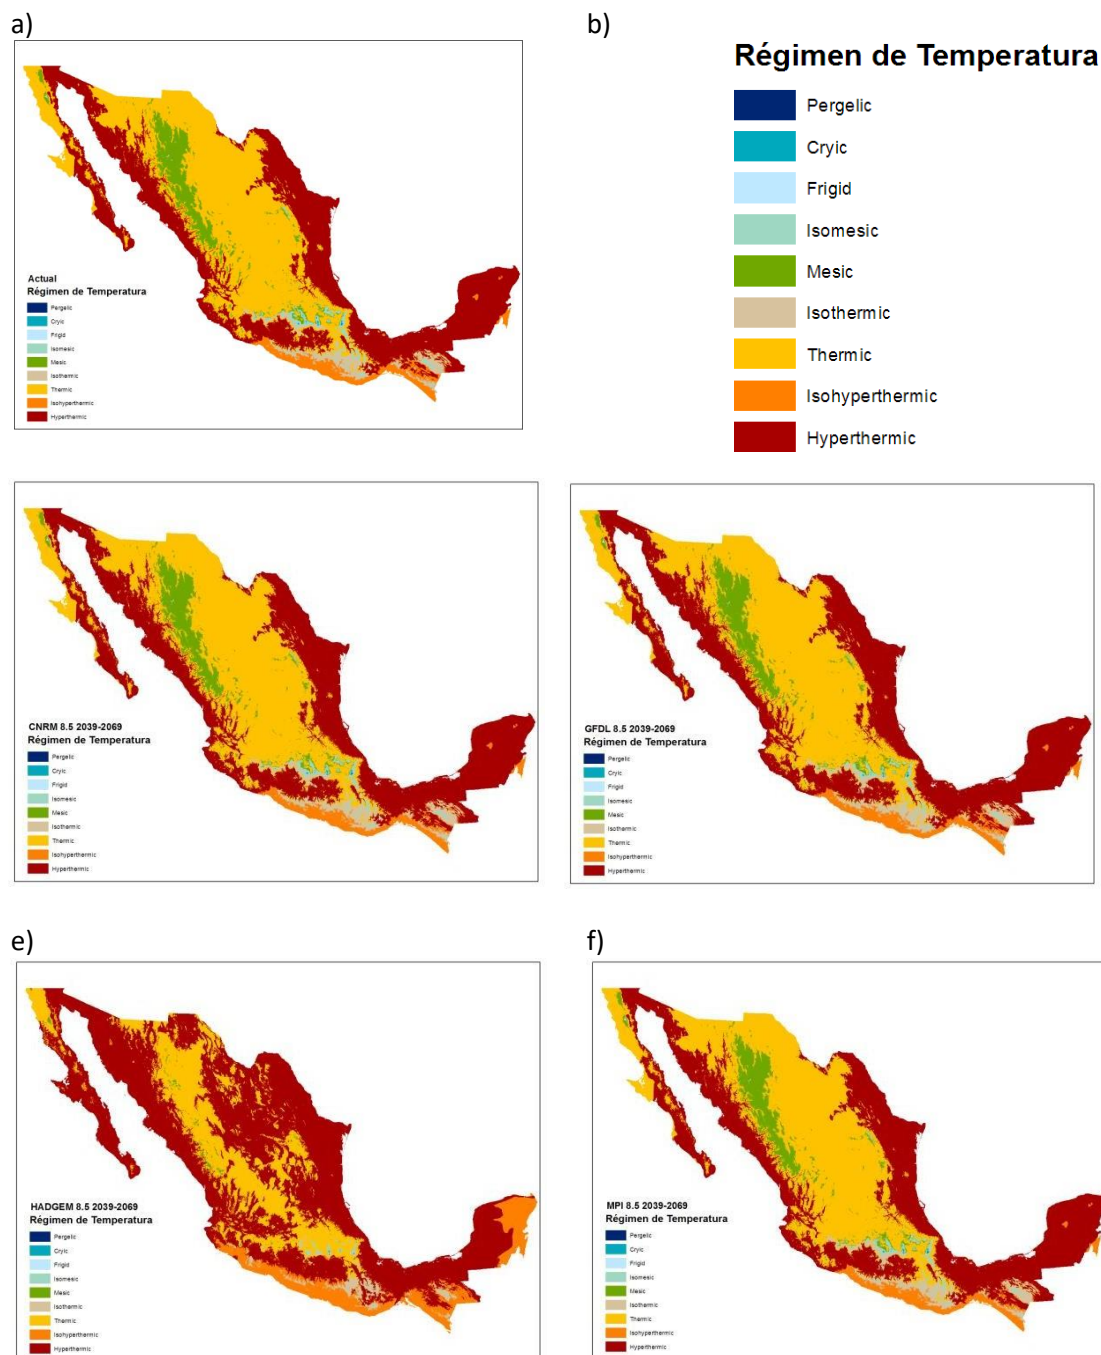 a)
b)
Régimen de Temperatura
Pergelic
Cryic
Frigid
Isomesic
Mesic
Isothermic
Thermic
Isohyperthermic
Hyperthermic
Actual
Régimen de Temperatura
Pergelic
Cryic
Frigid
Isomesic
Mesic
Isothermic
Thermic
Isohyperthermic
Hyperthermic
CNRM 8.5 2039-2069
Régimen de Temperatura
Pergelic
Cryic
Frigid
Isomesic
Mesic
Isothermic
Thermic
Isohyperthermic
Hyperthermic
GFDL 8.5 2039-2069
Régimen de Temperatura
Pergelic
Cryic
Frigid
Isomesic
Mesic
Isothermic
Thermic
Isohyperthermic
Hyperthermic
e)
f)
HADGEM 8.5 2039-2069
Régimen de Temperatura
Pergelic
Cryic
Frigid
Isomesic
Mesic
Isothermic
Thermic
Isohyperthermic
Hyperthermic
MPI 8.5 2039-2069
Régimen de Temperatura
Pergelic
Cryic
Frigid
Isomesic
Mesic
Isothermic
Thermic
Isohyperthermic
Hyperthermic